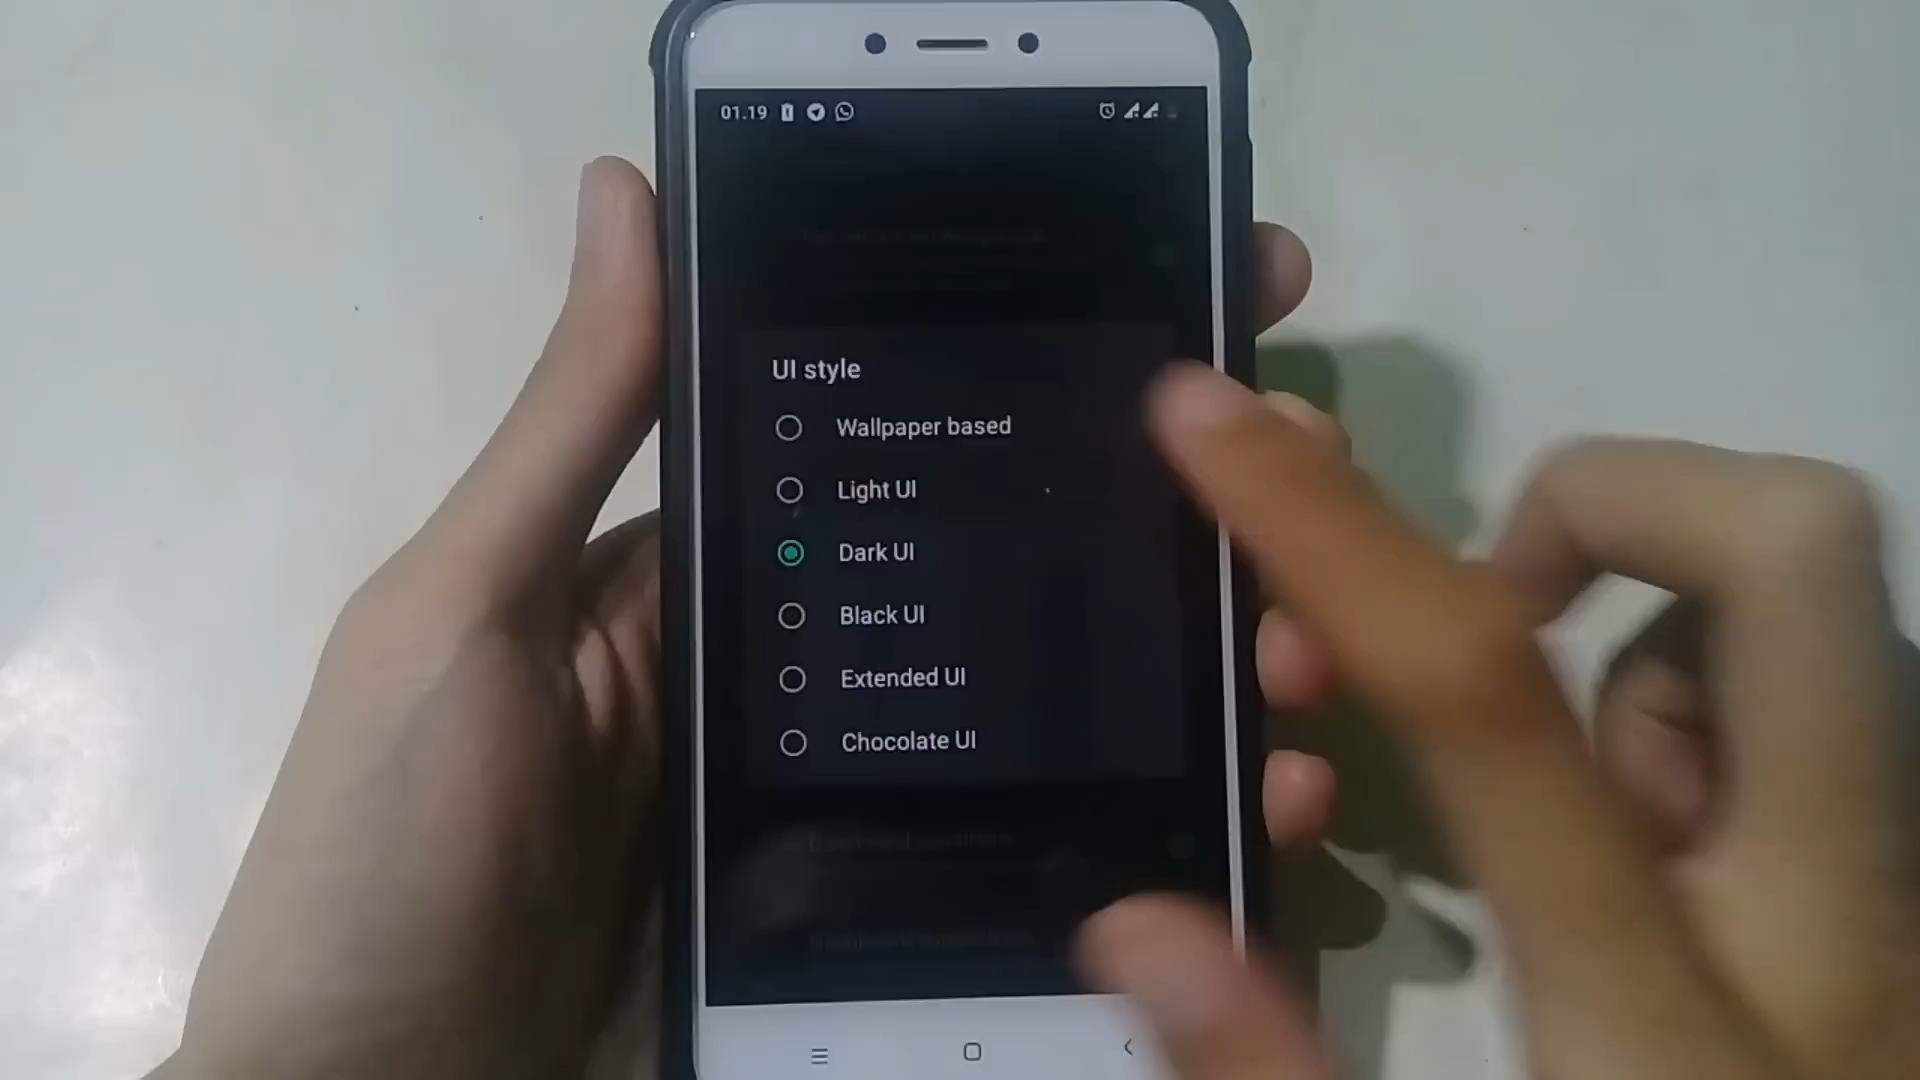 01.19
UI style
Wallpaper based
Light UI
Dark UI
Black UI
Extended UI
Chocolate UI